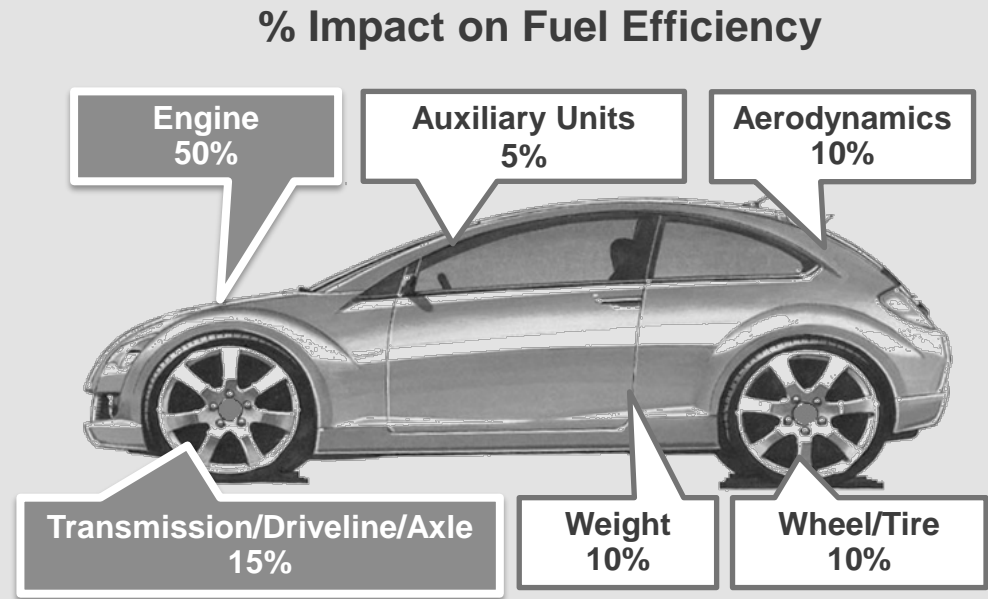 % Impact on Fuel Efficiency
Engine
50%
Auxiliary Units
5%
Aerodynamics
10%
Transmission/Driveline/Axle
15%
Weight
10%
Wheel/Tire
10%